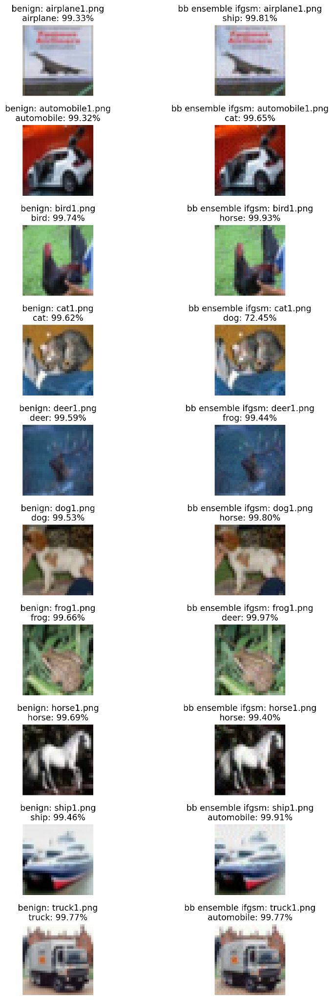 benign: airplane1.png
airplane: 99.33%
bb ensemble ifgsm: airplane1.png
ship: 99.81%
benign: automobile1.png
automobile: 99.32%
bb ensemble ifgsm: automobile1.png
cat: 99.65%
benign: bird1.png
bird: 99.74%
bb ensemble ifgsm: bird1.png
horse: 99.93%
benign: cat1.png
cat: 99.62%
bb ensemble ifgsm: cat1.png
dog: 72.45%
benign: deer1.png
deer: 99.59%
bb ensemble ifgsm: deer1.png
frog: 99.44%
benign: dog1.png
dog: 99.53%
bb ensemble ifgsm: dog1.png
horse: 99.80%
benign: frog1.png
frog: 99.66%
bb ensemble ifgsm: frog1.png
deer: 99.97%
benign: horse1.png
horse: 99.69%
bb ensemble ifgsm: horse1.png
horse: 99.40%
benign: ship1.png
ship: 99.46%
bb ensemble ifgsm: ship1.png
automobile: 99.91%
benign: truck1.png
truck: 99.77%
bb ensemble ifgsm: truck1.png
automobile: 99.77%